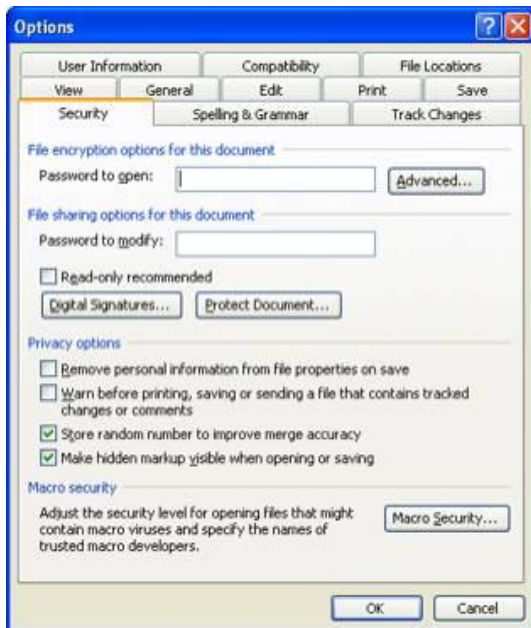 Options
User Information Compatibility File Locations
View General Edit Print Save
Security Spelling & Grammar Track Changes
File encryption options for this document
Password to open: Advanced...
File sharing options for this document
Password to modify:
Read-only recommended
Digital Signatures... Protect Document...
Privacy options
Remove personal information from file properties on save
Warn before printing, saving or sending a file that contains tracked
changes or comments
Store random number to improve merge accuracy
Make hidden markup visible when opening or saving
Macro security
Adjust the security level for opening files that might
contain macro viruses and specify the names of
trusted macro developers.
Macro Security...
OK Cancel